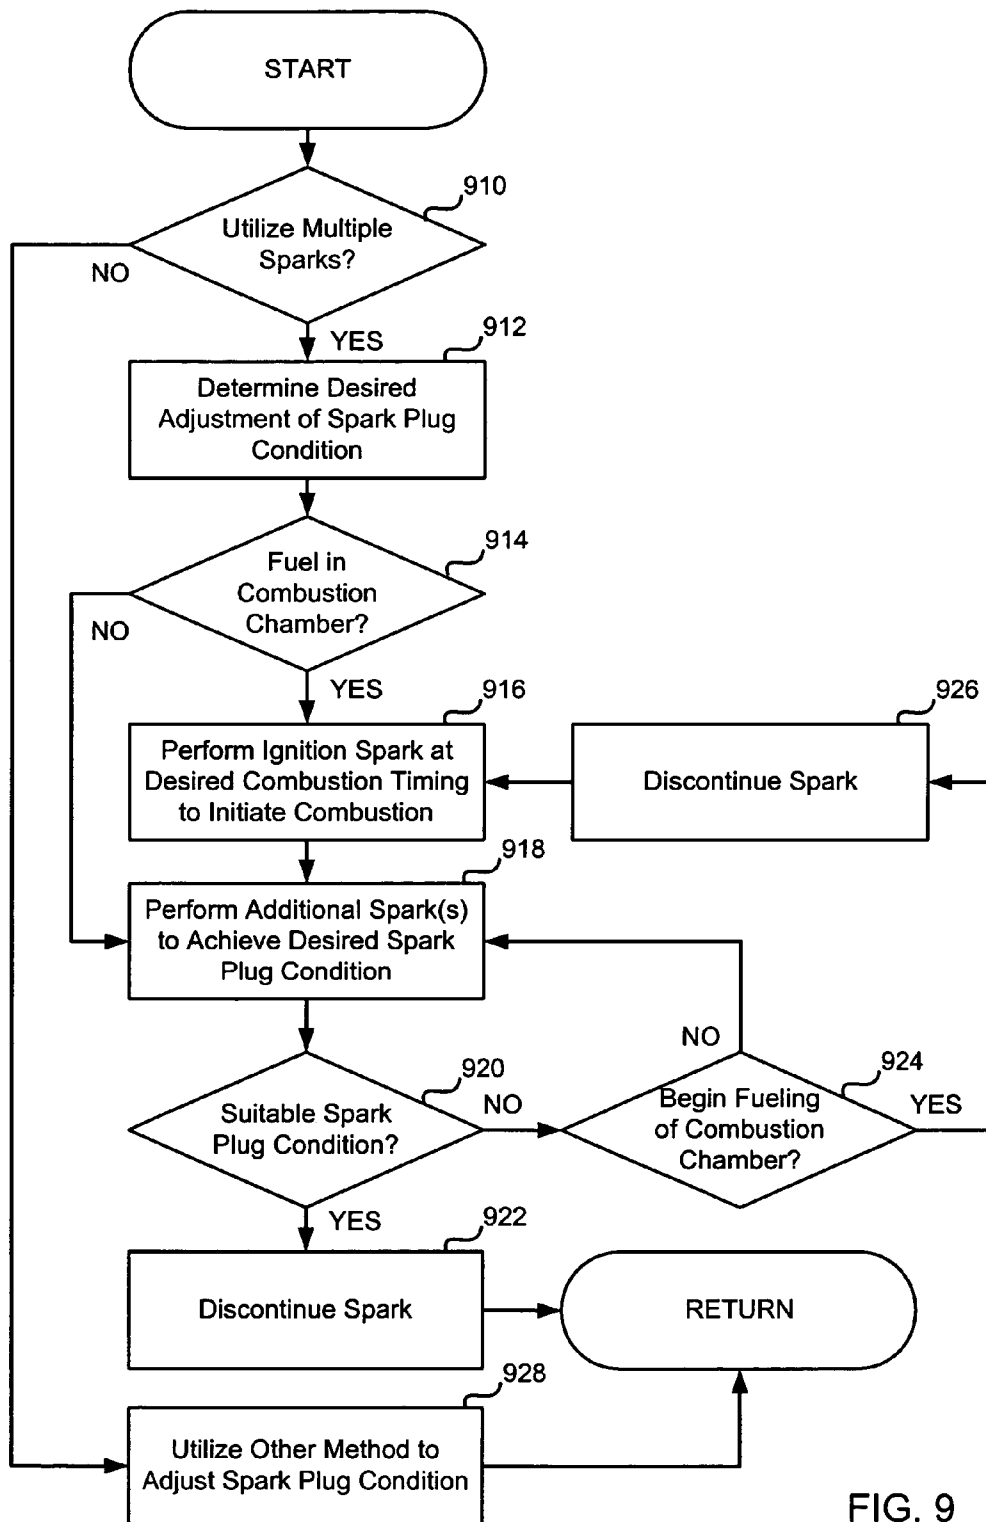 START
910
Utilize Multiple
Sparks?
NO
YES
912
Determine Desired
Adjustment of Spark Plug
Condition
914
Fuel in
Combustion
Chamber?
NO
YES
916
Perform Ignition Spark at
Desired Combustion Timing
to Initiate Combustion
926
Discontinue Spark
918
Perform Additional Spark(s)
to Achieve Desired Spark
Plug Condition
920
Suitable Spark
Plug Condition?
NO
NO
924
Begin Fueling
of Combustion
Chamber?
YES
YES
922
Discontinue Spark
RETURN
928
Utilize Other Method to
Adjust Spark Plug Condition
FIG. 9